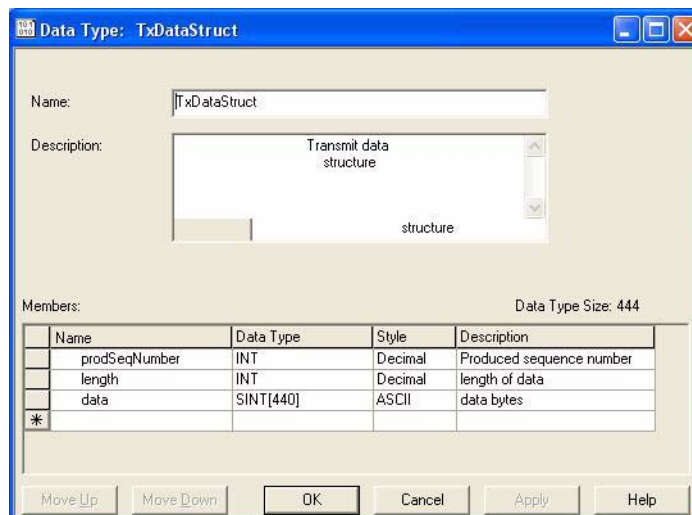 Data Type: TxDataStruct
Name: TxDataStruct
Description: Transmit data
structure
structure
Members: Data Type Size: 444
Name Data Type Style Description
prodSeqNumber INT Decimal Produced sequence number
length INT Decimal length of data
data SINT[440] ASCII data bytes
*
Move Up Move Down OK Cancel Apply Help